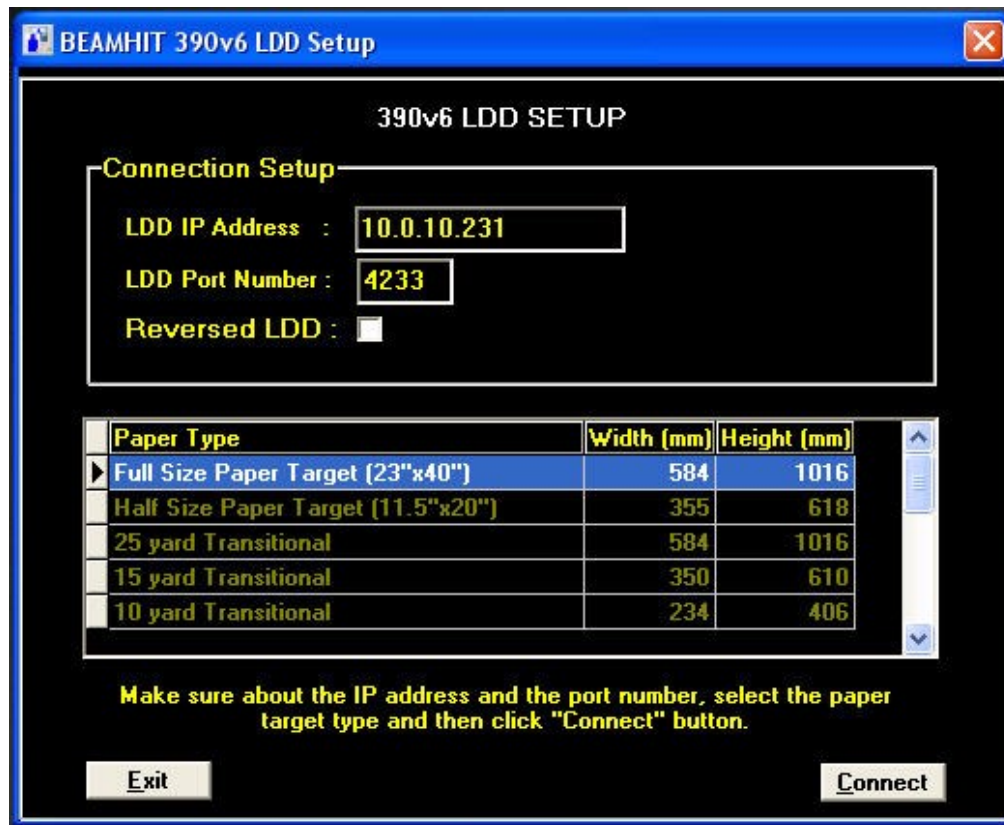 BEAMHIT 390v6 LDD Setup
390v6 LDD SETUP
Connection Setup
LDD IP Address : 10.0.10.231
LDD Port Number : 4233
Reversed LDD :
Paper Type Width (mm) Height (mm)
Full Size Paper Target (23"x40") 584 1016
Half Size Paper Target (11.5"x20") 355 618
25 yard Transitional 584 1016
15 yard Transitional 350 610
10 yard Transitional 234 406
Make sure about the IP address and the port number, select the paper
target type and then click "Connect" button.
Exit Connect